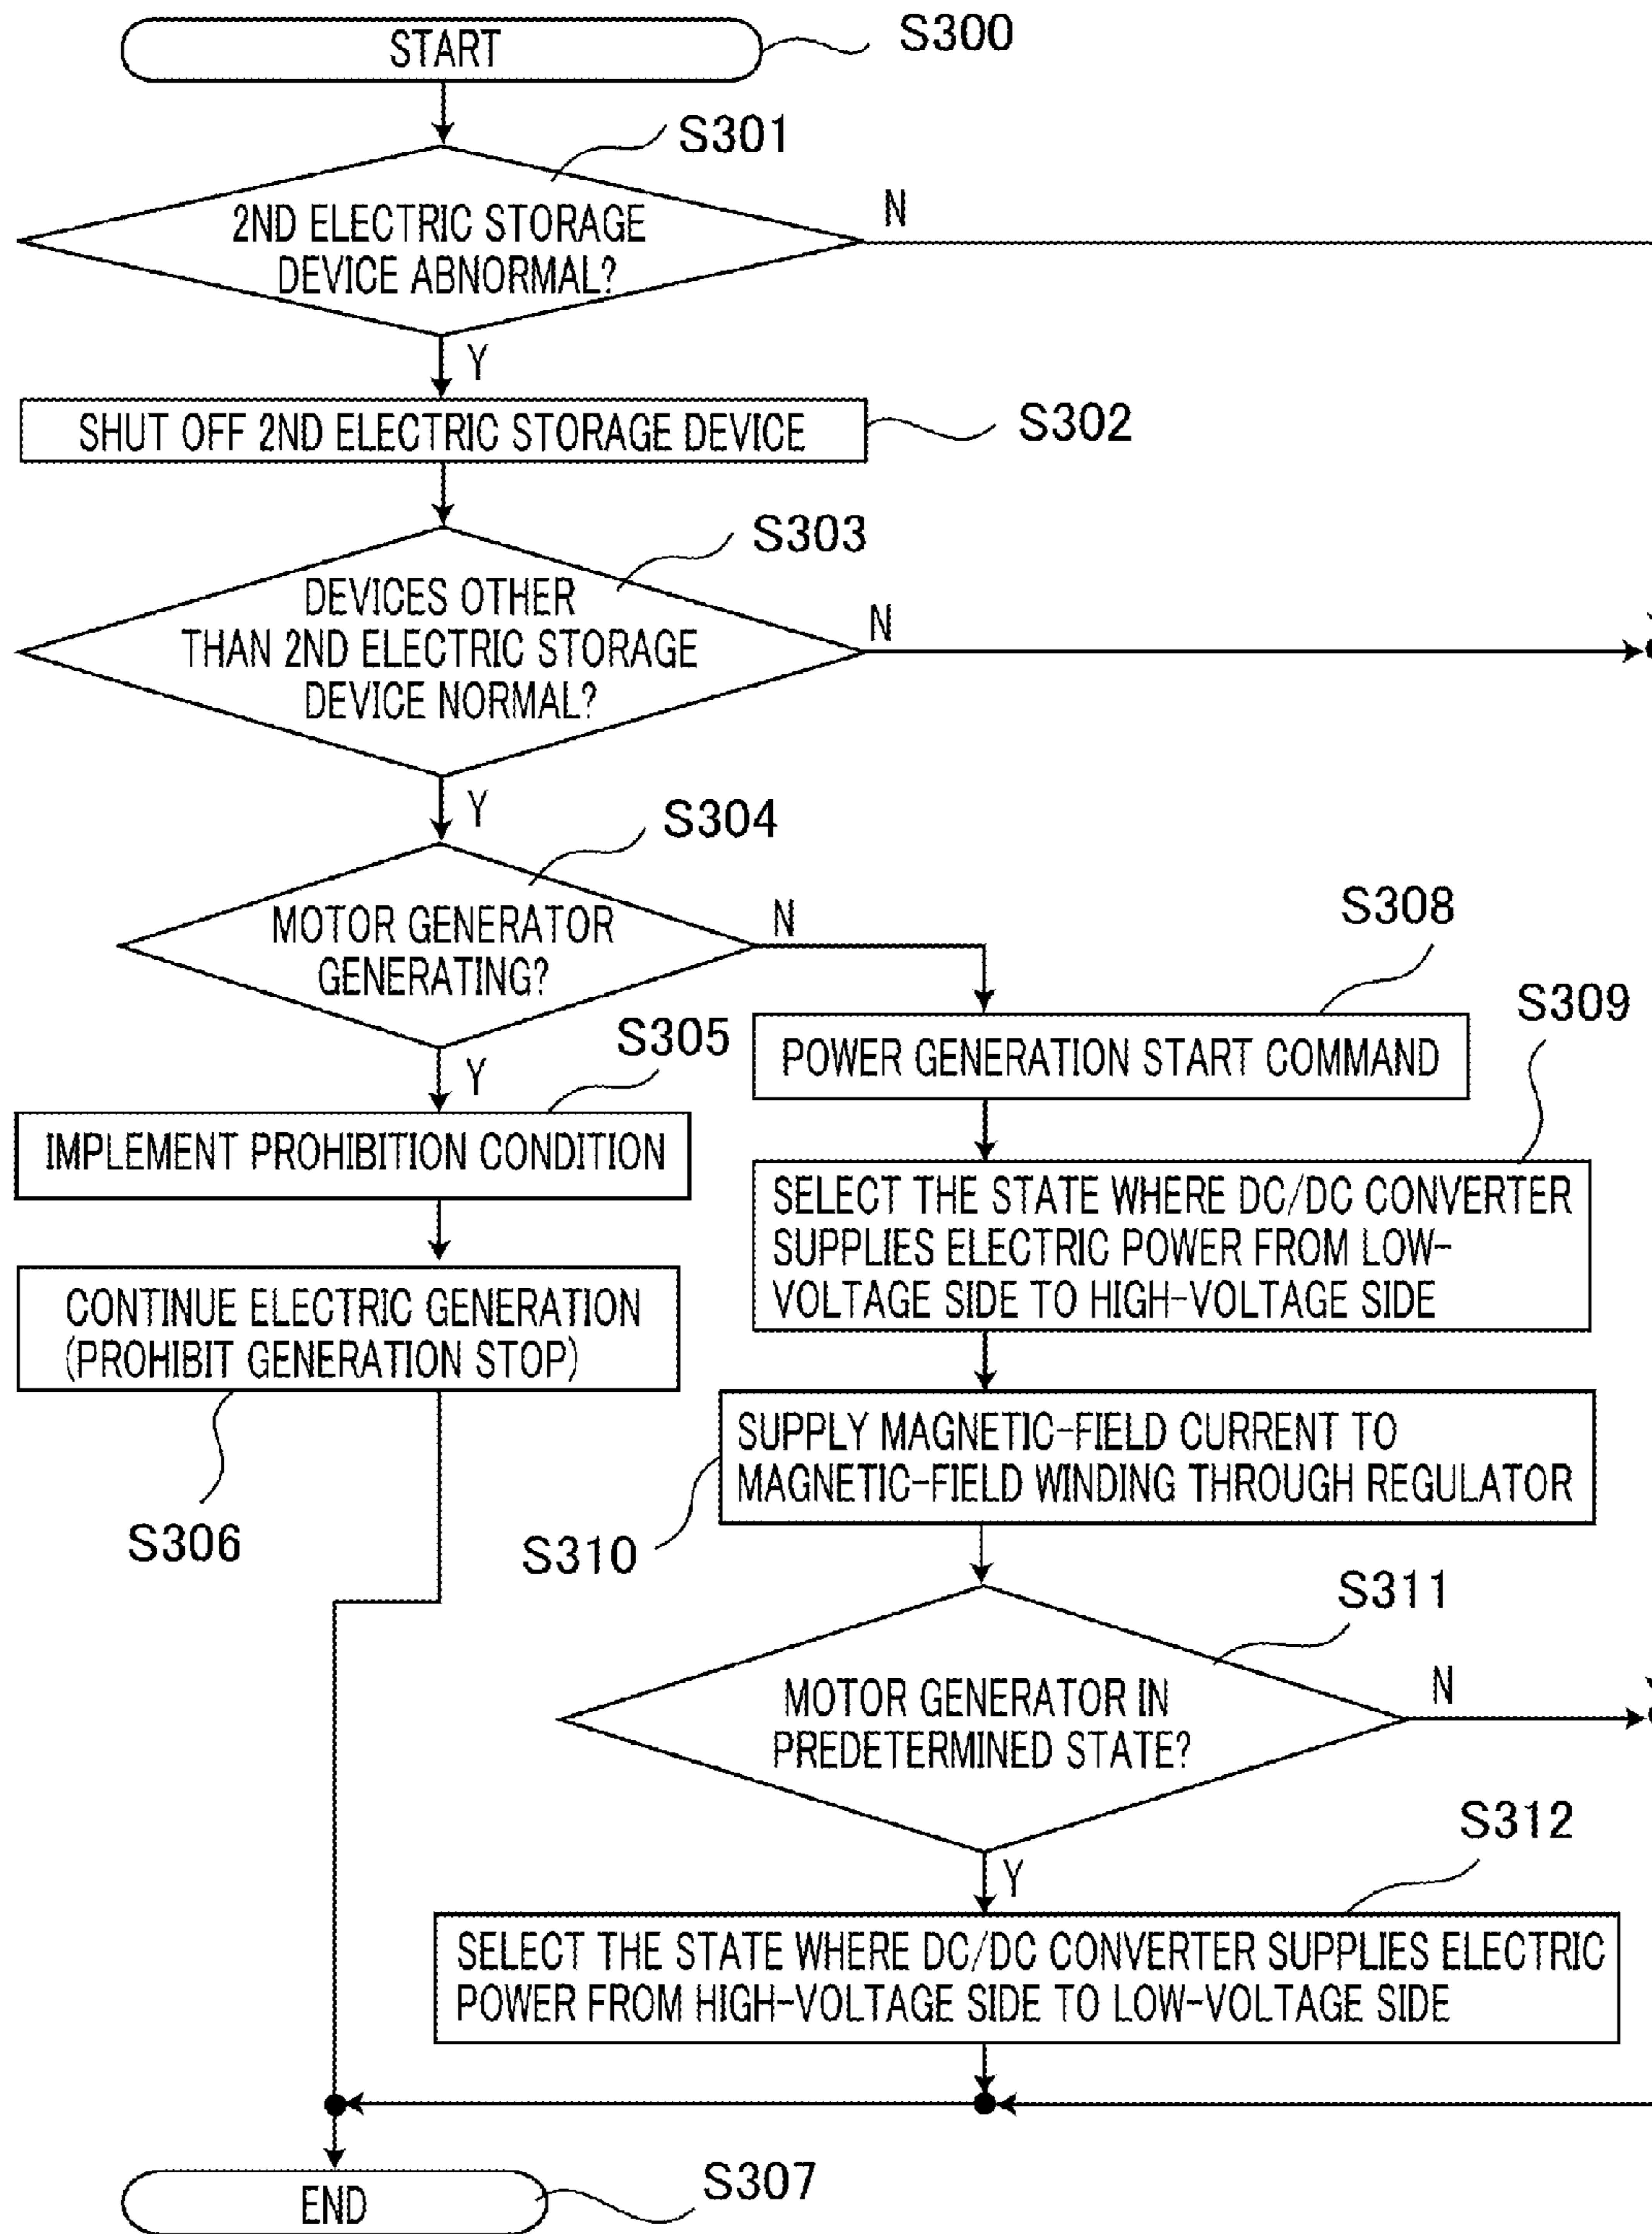 START
S300
S301
2ND ELECTRIC STORAGE
DEVICE ABNORMAL?
N
Y
SHUT OFF 2ND ELECTRIC STORAGE DEVICE
S302
S303
DEVICES OTHER
THAN 2ND ELECTRIC STORAGE
DEVICE NORMAL?
N
Y
S304
MOTOR GENERATOR
GENERATING?
N
Y
S305
IMPLEMENT PROHIBITION CONDITION
CONTINUE ELECTRIC GENERATION
(PROHIBIT GENERATION STOP)
S306
S308
POWER GENERATION START COMMAND
S309
SELECT THE STATE WHERE DC/DC CONVERTER
SUPPLIES ELECTRIC POWER FROM LOW-
VOLTAGE SIDE TO HIGH-VOLTAGE SIDE
SUPPLY MAGNETIC-FIELD CURRENT TO
MAGNETIC-FIELD WINDING THROUGH REGULATOR
S310
S311
MOTOR GENERATOR IN
PREDETERMINED STATE?
N
Y
S312
SELECT THE STATE WHERE DC/DC CONVERTER SUPPLIES ELECTRIC
POWER FROM HIGH-VOLTAGE SIDE TO LOW-VOLTAGE SIDE
END
S307